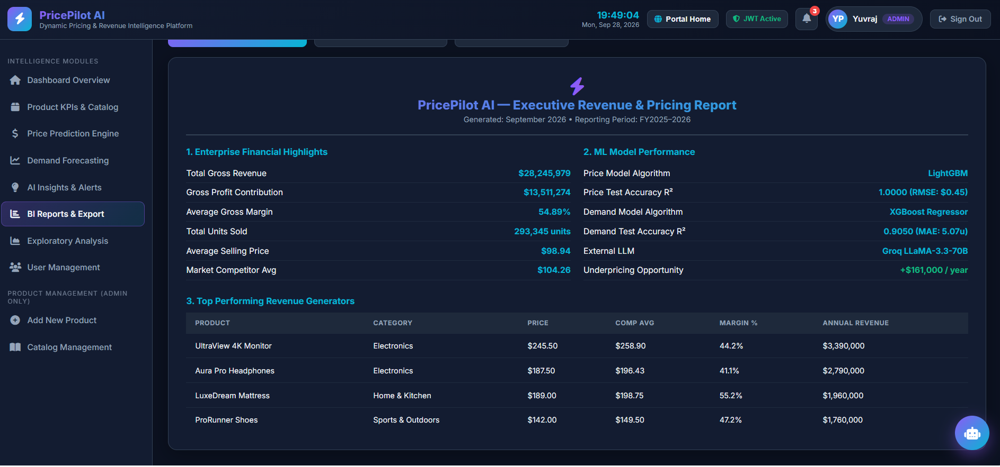 PricePilot AI
Dynamic Pricing & Revenue Intelligence Platform
19:49:04
Mon, Sep 28, 2026
Portal Home
JWT Active
3
YP
Yuvraj
ADMIN
Sign Out
INTELLIGENCE MODULES
Dashboard Overview
Product KPIs & Catalog
Price Prediction Engine
Demand Forecasting
AI Insights & Alerts
BI Reports & Export
Exploratory Analysis
User Management
PRODUCT MANAGEMENT (ADMIN
ONLY)
Add New Product
Catalog Management
PricePilot AI — Executive Revenue & Pricing Report
Generated: September 2026 • Reporting Period: FY2025–2026
1. Enterprise Financial Highlights
Total Gross Revenue $28,245,979
Gross Profit Contribution $13,511,274
Average Gross Margin 54.89%
Total Units Sold 293,345 units
Average Selling Price $98.94
Market Competitor Avg $104.26
2. ML Model Performance
Price Model Algorithm LightGBM
Price Test Accuracy R² 1.0000 (RMSE: $0.45)
Demand Model Algorithm XGBoost Regressor
Demand Test Accuracy R² 0.9050 (MAE: 5.07u)
External LLM Groq LLaMA-3.3-70B
Underpricing Opportunity +$161,000 / year
3. Top Performing Revenue Generators
PRODUCT CATEGORY PRICE COMP AVG MARGIN % ANNUAL REVENUE
UltraView 4K Monitor Electronics $245.50 $258.90 44.2% $3,390,000
Aura Pro Headphones Electronics $187.50 $196.43 41.1% $2,790,000
LuxeDream Mattress Home & Kitchen $189.00 $198.75 55.2% $1,960,000
ProRunner Shoes Sports & Outdoors $142.00 $149.50 47.2% $1,760,000